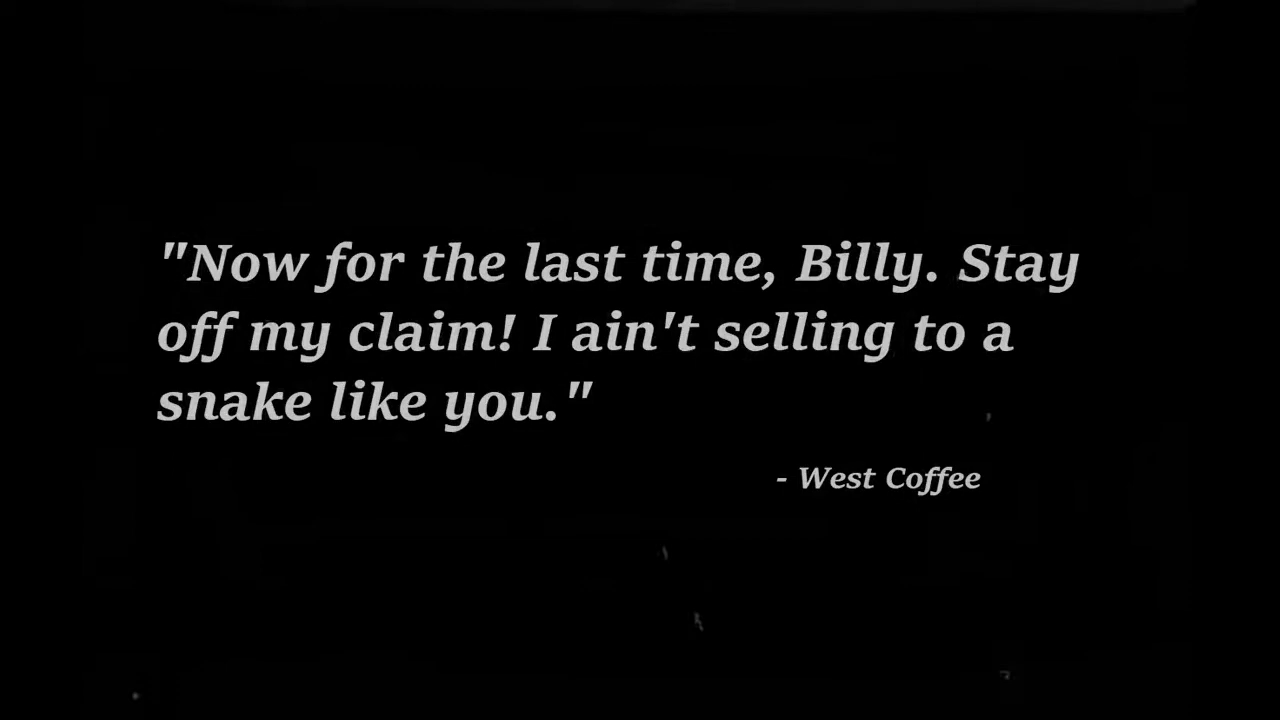 "Now for the last time, Billy. Stay
off my claim! I ain't selling to a
snake like you."
- West Coffee